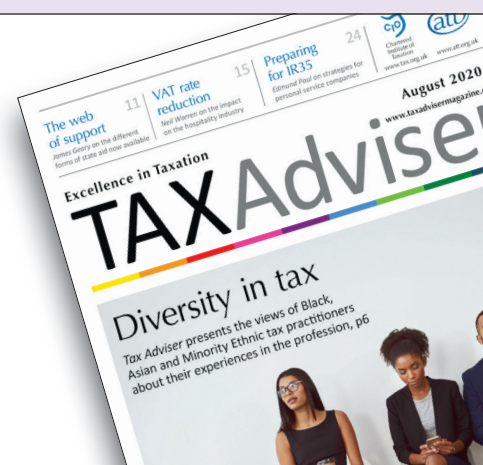 The web
of support
11
James Geary on the different
forms of state aid now available
VAT rate
reduction
15
Neil Warren on the impact
on the hospitality industry
Preparing
for IR35
24
Edmund Paul on strategies for
personal service companies
CIO
Chartered
Institute of
Taxation
www.tax.org.uk
att
www.att.org.uk
August 2020
www.taxadvisermagazine.
Excellence in Taxation
TAXAdviser
Diversity in tax
Tax Adviser presents the views of Black,
Asian and Minority Ethnic tax practitioners
about their experiences in the profession, p6